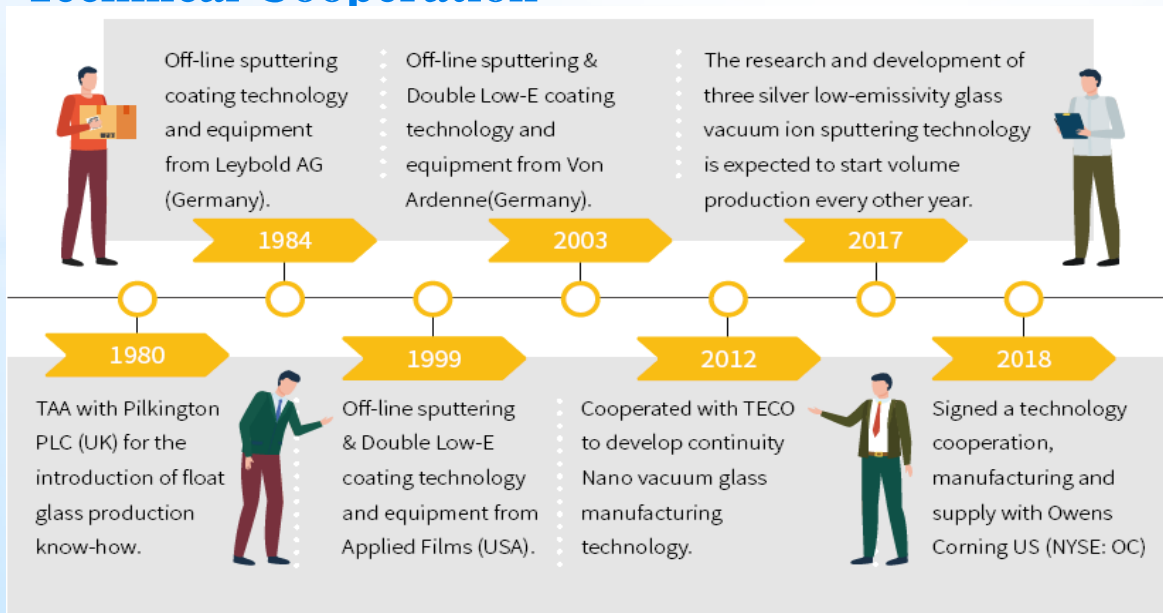 Technical Cooperation
Off-line sputtering
coating technology
and equipment
from Leybold AG
(Germany).
1984
Off-line sputtering &
Double Low-E coating
technology and
equipment from Von
Ardenne(Germany).
2003
The research and development of
three silver low-emissivity glass
vacuum ion sputtering technology
is expected to start volume
production every other year.
2017
1980
TAA with Pilkington
PLC (UK) for the
introduction of float
glass production
know-how.
1999
Off-line sputtering
& Double Low-E
coating technology
and equipment from
Applied Films (USA).
2012
Cooperated with TECO
to develop continuity
Nano vacuum glass
manufacturing
technology.
2018
Signed a technology
cooperation,
manufacturing and
supply with Owens
Corning US (NYSE: OC)